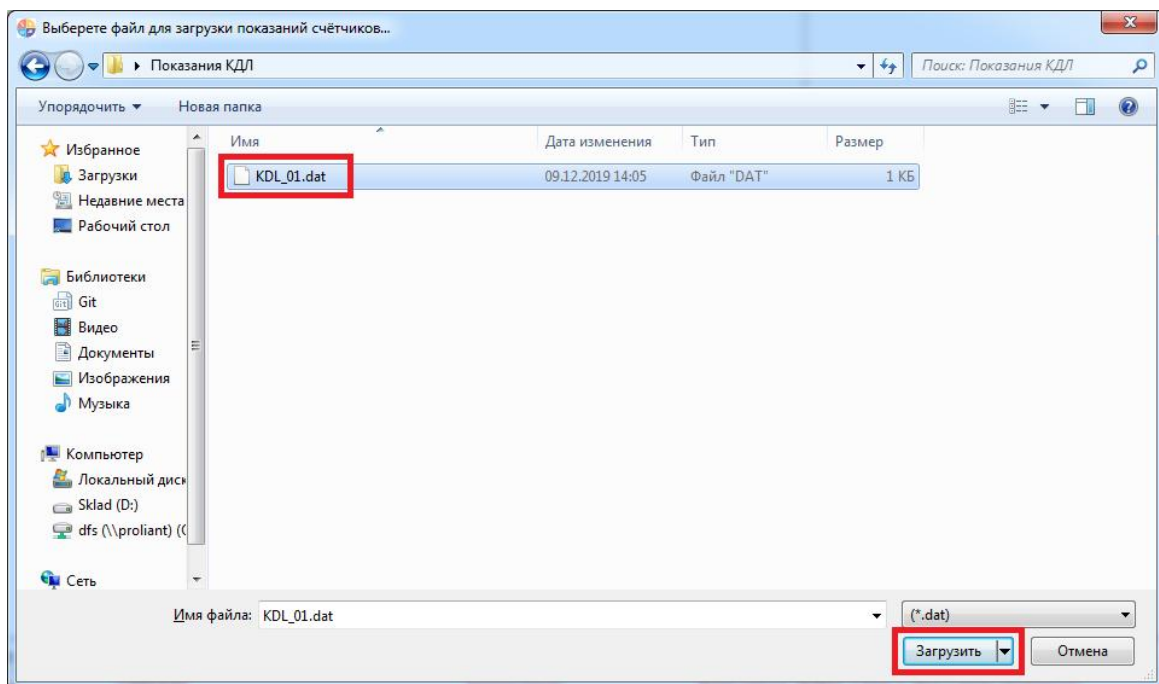 Выберете файл для загрузки показаний счётчиков...
Показания КДЛ
Поиск: Показания КДЛ
Упорядочить
Новая папка
Имя
Дата изменения
Тип
Размер
KDL_01.dat
09.12.2019 14:05
Файл "DAT"
1 КБ
Избранное
Загрузки
Недавние места
Рабочий стол
Библиотеки
Git
Видео
Документы
Изображения
Музыка
Компьютер
Локальный диск
Sklad (D:)
dfs (\\proliant) (
Сеть
Имя файла:
KDL_01.dat
(*.dat)
Загрузить
Отмена